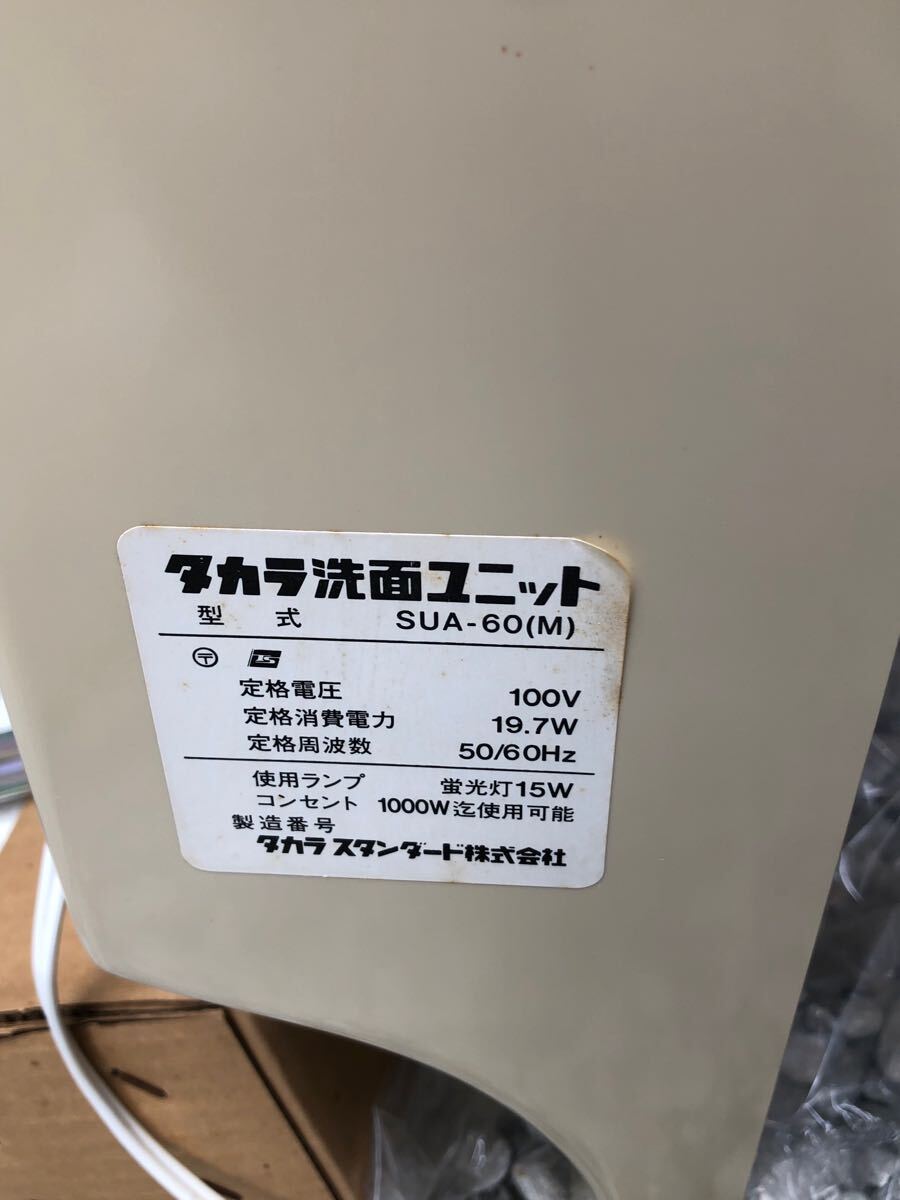 タカラ洗面ユニット
型式 SUA-60(M)
〒
定格電圧 100V
定格消費電力 19.7W
定格周波数 50/60Hz
使用ランプ 蛍光灯15W
コンセント 1000W迄使用可能
製造番号
タカラスタンダード株式会社